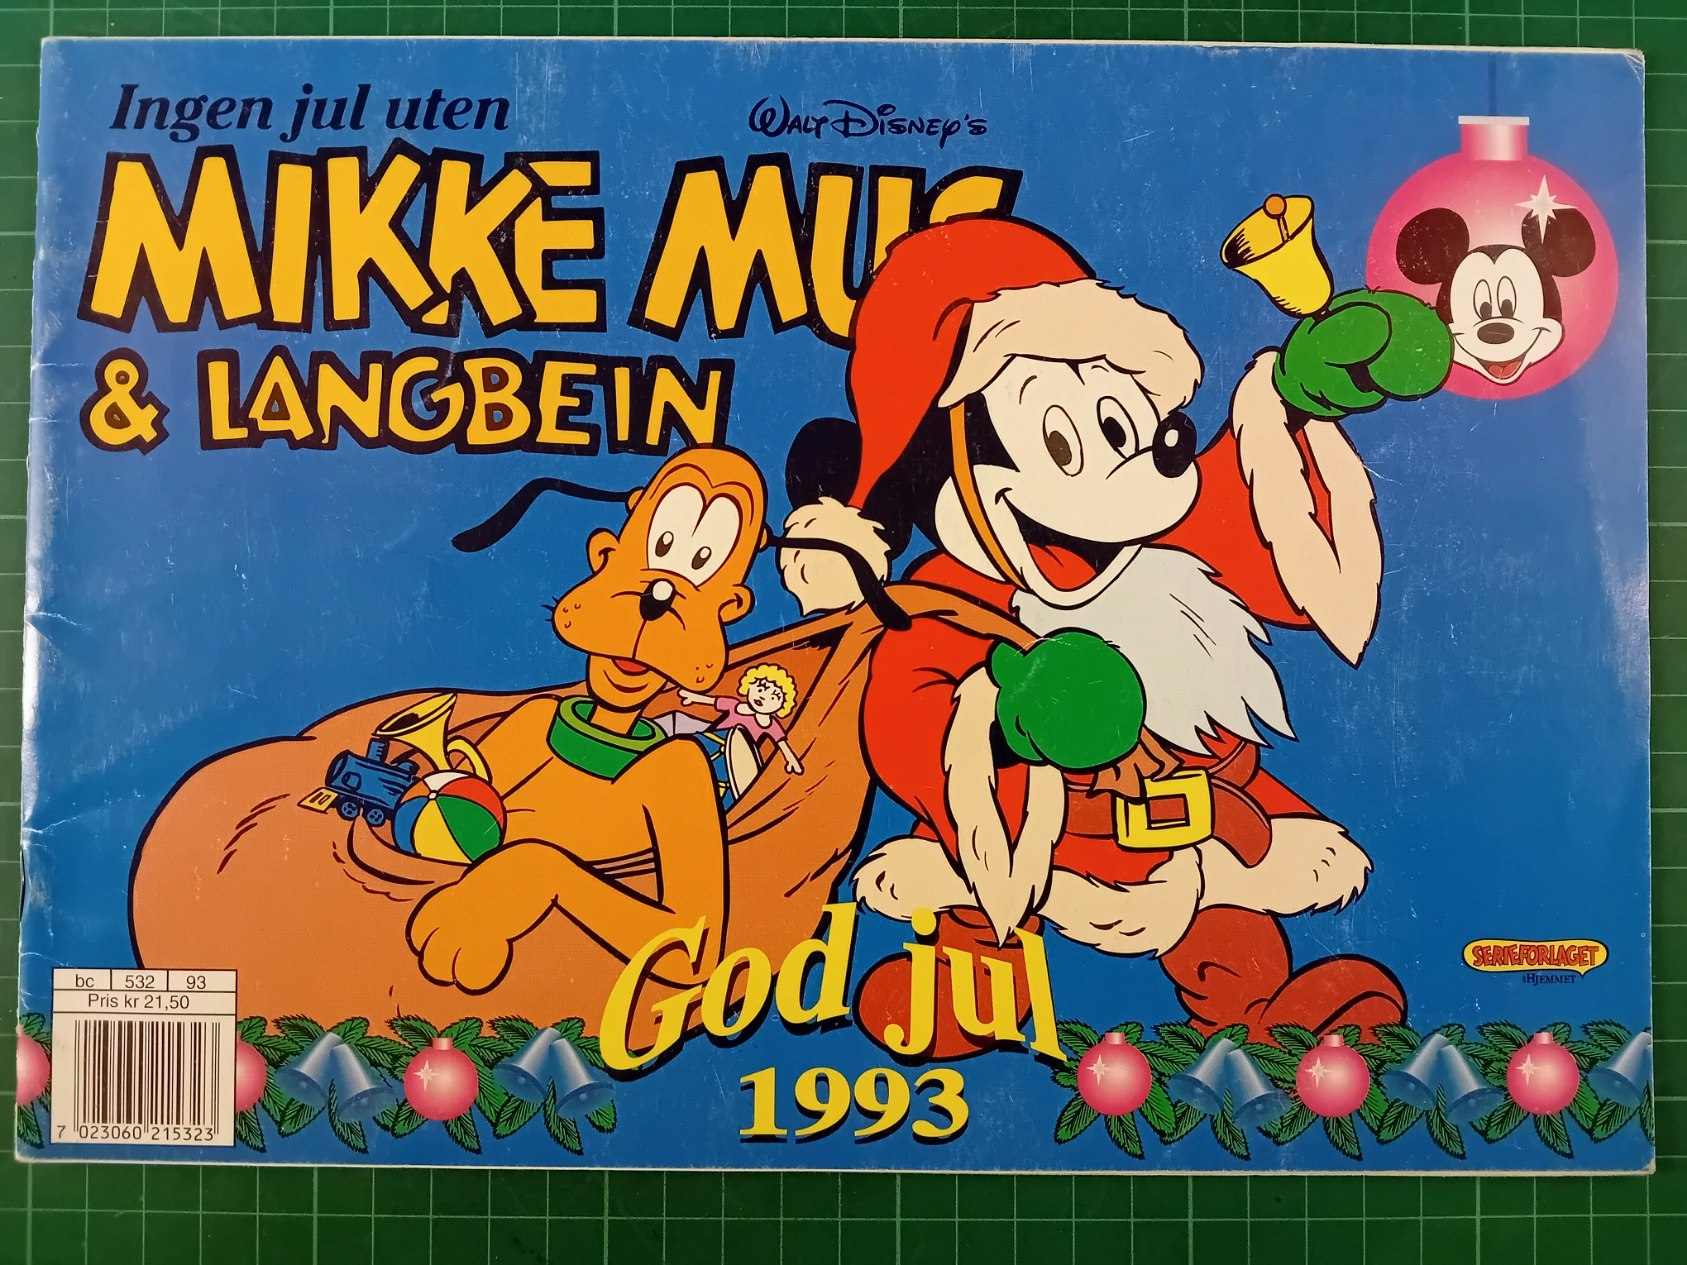 Ingen jul uten
WALT DISNEY'S
MIKKE MUS
& LANGBEIN
God jul
1993
SERIEFORLAGET
i HJEMMET
bc 532 93
Pris kr 21,50
7 023060 215323